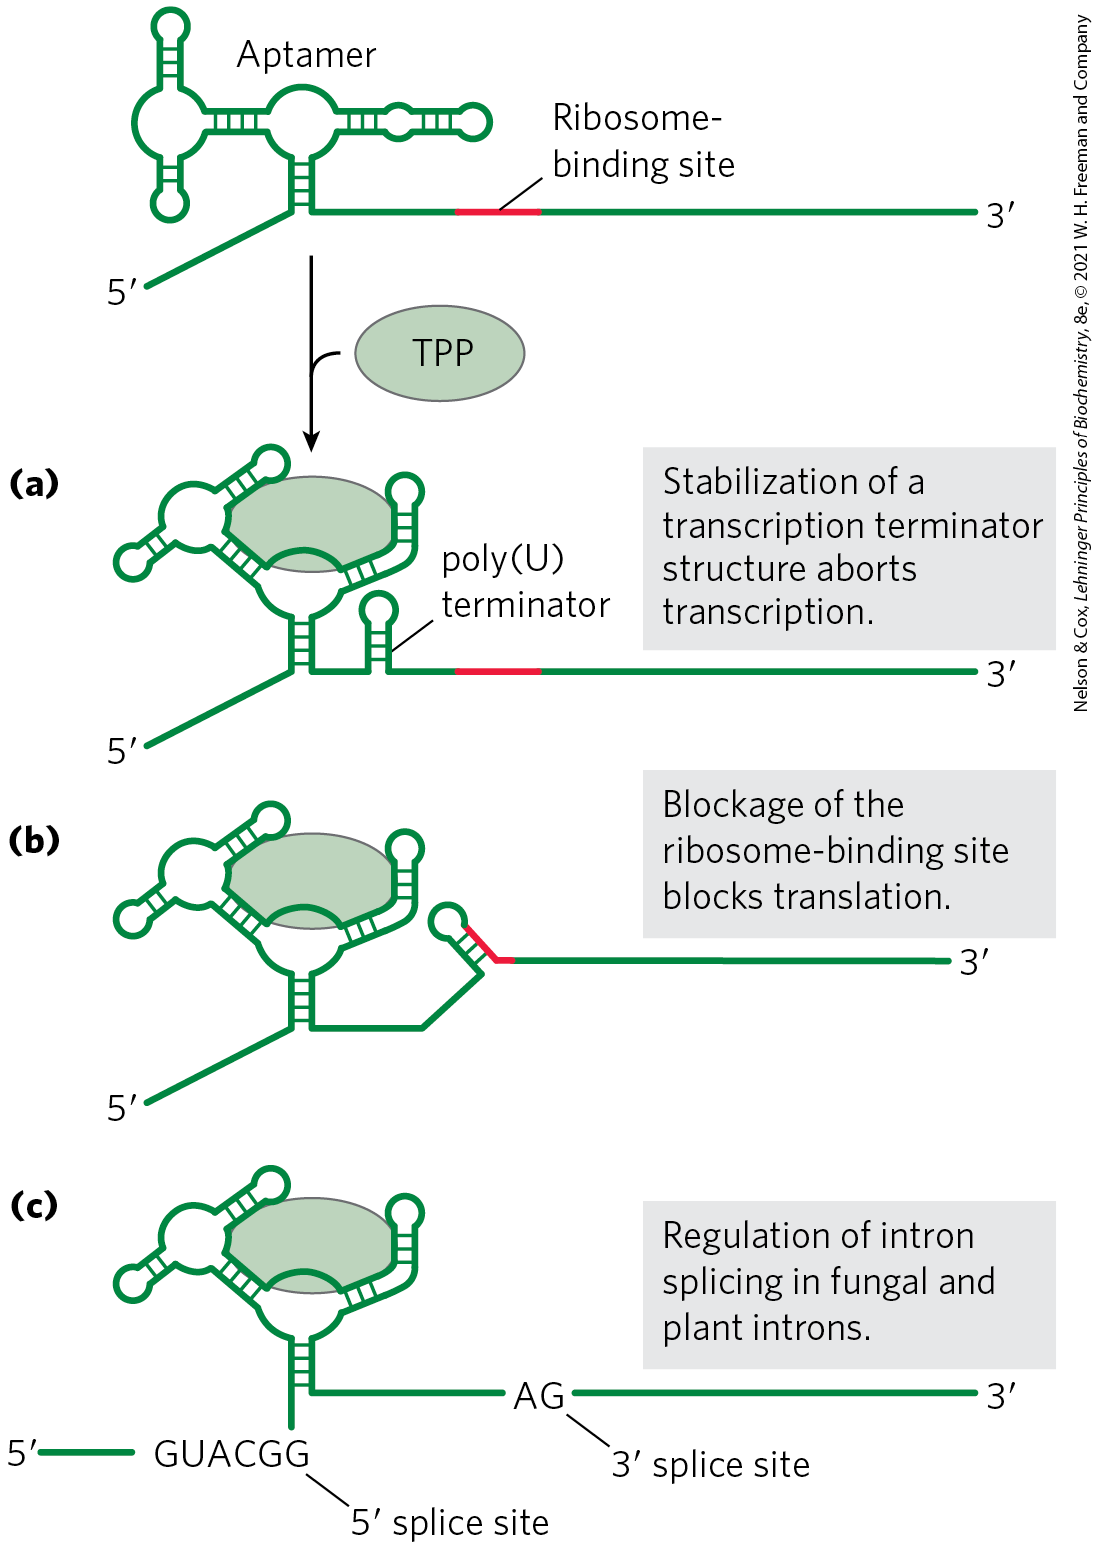 Aptamer
Ribosome-
binding site
3′
5′
TPP
(a)
Stabilization of a
transcription terminator
structure aborts
transcription.
poly(U)
terminator
3′
5′
(b)
Blockage of the
ribosome-binding site
blocks translation.
3′
5′
(c)
Regulation of intron
splicing in fungal and
plant introns.
AG
3′
3′ splice site
5′
GUACGG
5′ splice site
Nelson & Cox, Lehninger Principles of Biochemistry, 8e, © 2021 W. H. Freeman and Company